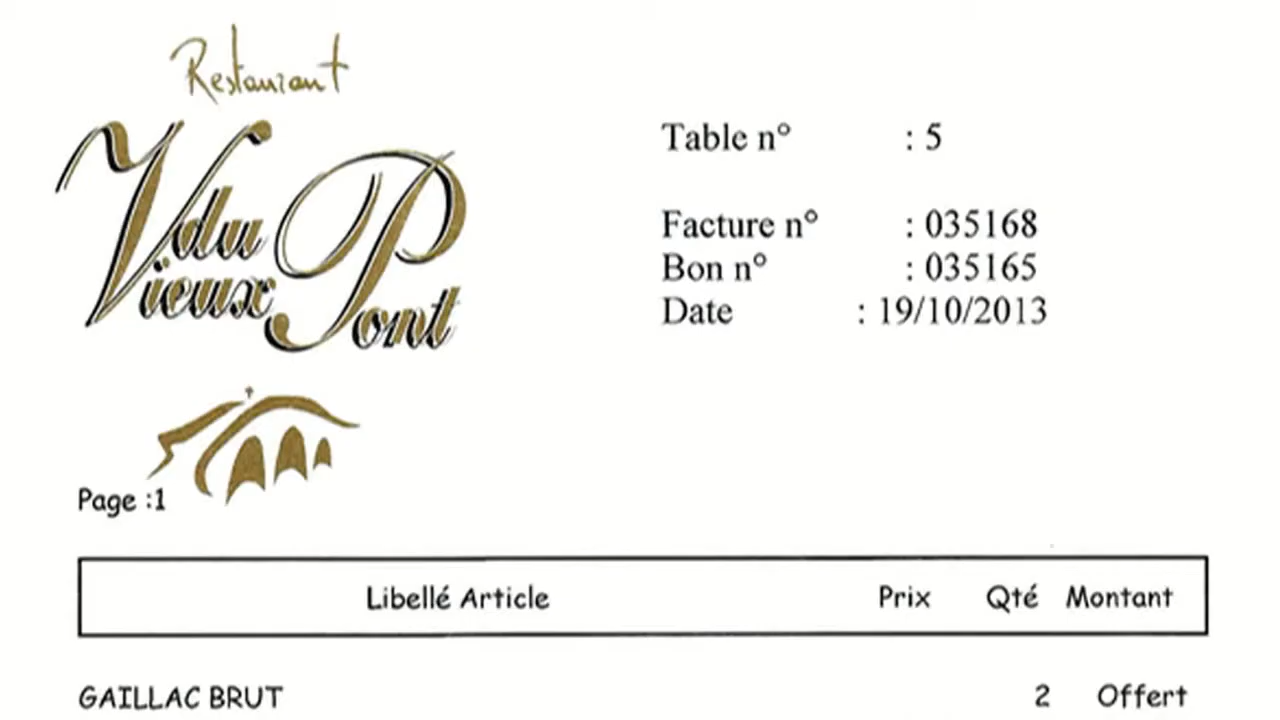 Restaurant
du
Vieux Pont
Table n° : 5
Facture n° : 035168
Bon n° : 035165
Date : 19/10/2013
Page :1
Libellé Article Prix Qté Montant
GAILLAC BRUT 2 Offert